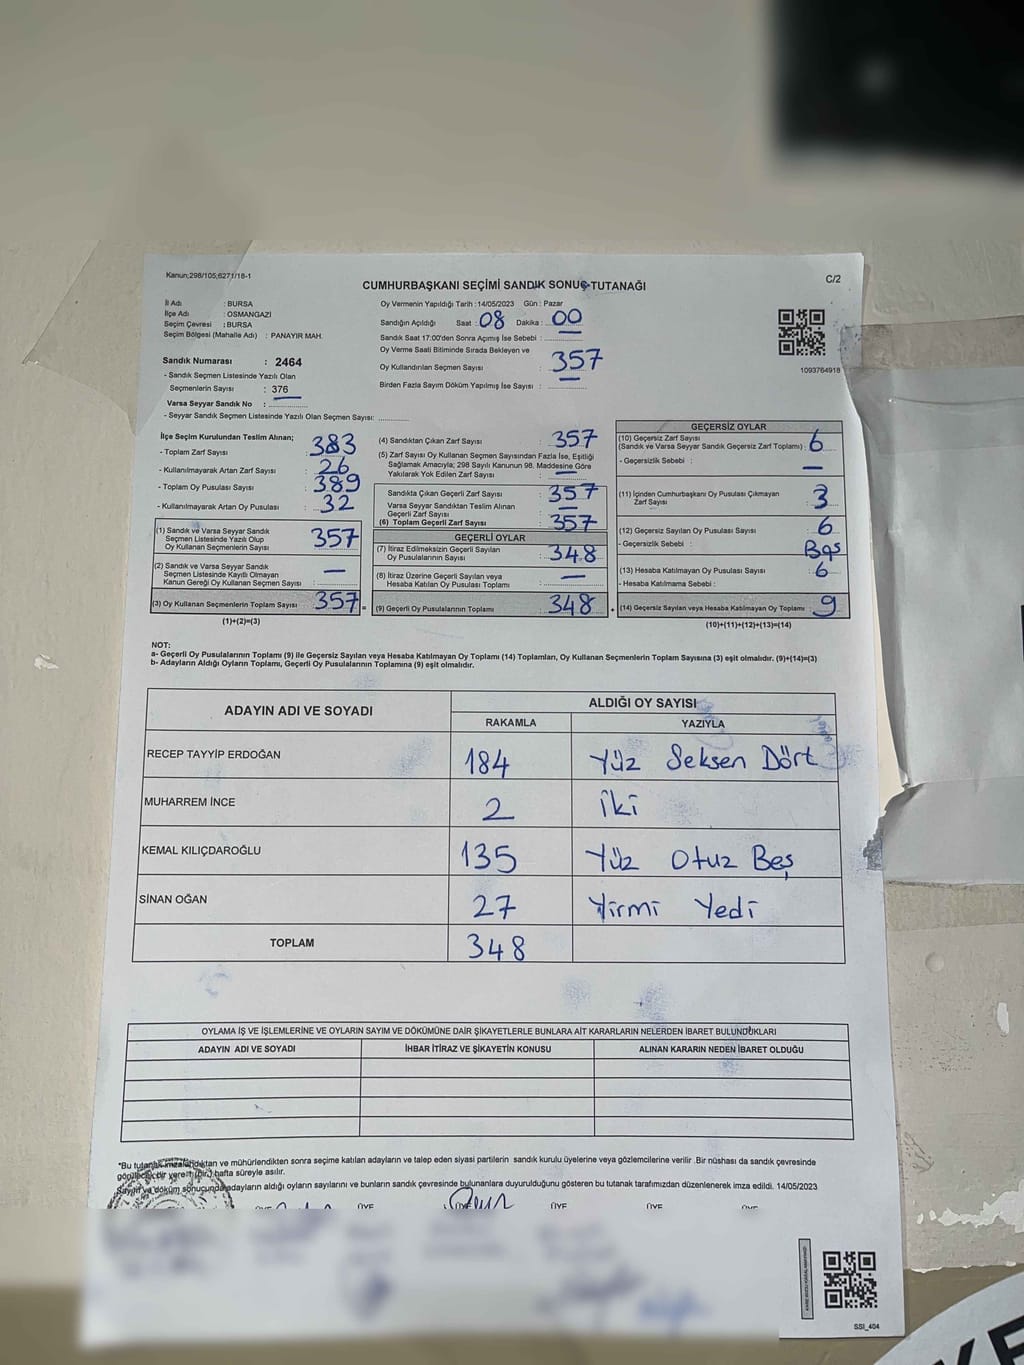 Kanun;298/105;6271/18-1
C/2
CUMHURBAŞKANI SEÇİMİ SANDIK SONUÇ TUTANAĞI
İl Adı : BURSA
İlçe Adı : OSMANGAZİ
Seçim Çevresi : BURSA
Seçim Bölgesi (Mahalle Adı) : PANAYIR MAH.
Sandık Numarası : 2464
- Sandık Seçmen Listesinde Yazılı Olan
Seçmenlerin Sayısı : 376
Varsa Seyyar Sandık No :
- Seyyar Sandık Seçmen Listesinde Yazılı Olan Seçmen Sayısı:
Oy Vermenin Yapıldığı Tarih : 14/05/2023 Gün : Pazar
Sandığın Açıldığı Saat : 08 Dakika : 00
Sandık Saat 17:00'den Sonra Açımış İse Sebebi :
Oy Verme Saati Bitiminde Sırada Bekleyen ve
Oy Kullandırılan Seçmen Sayısı : 357
Birden Fazla Sayım Döküm Yapılmış İse Sayısı :
1093764918
İlçe Seçim Kurulundan Teslim Alınan;
- Toplam Zarf Sayısı : 383
- Kullanılmayarak Artan Zarf Sayısı : 26
- Toplam Oy Pusulası Sayısı : 389
- Kullanılmayarak Artan Oy Pusulası : 32
(1) Sandık ve Varsa Seyyar Sandık
Seçmen Listesinde Yazılı Olup
Oy Kullanan Seçmenlerin Sayısı : 357
(2) Sandık ve Varsa Seyyar Sandık
Seçmen Listesinde Kayıtlı Olmayan
Kanun Gereği Oy Kullanan Seçmen Sayısı : —
(3) Oy Kullanan Seçmenlerin Toplam Sayısı : 357 =
(1)+(2)=(3)
(4) Sandıktan Çıkan Zarf Sayısı : 357
(5) Zarf Sayısı Oy Kullanan Seçmen Sayısından Fazla İse, Eşitliği
Sağlamak Amacıyla; 298 Sayılı Kanunun 98. Maddesine Göre
Yakılarak Yok Edilen Zarf Sayısı : —
Sandıkta Çıkan Geçerli Zarf Sayısı : 357
Varsa Seyyar Sandıktan Teslim Alınan
Geçerli Zarf Sayısı : —
(6) Toplam Geçerli Zarf Sayısı : 357
GEÇERLİ OYLAR
(7) İtiraz Edilmeksizin Geçerli Sayılan
Oy Pusulalarının Sayısı : 348
(8) İtiraz Üzerine Geçerli Sayılan veya
Hesaba Katılan Oy Pusulası Toplamı : —
(9) Geçerli Oy Pusulalarının Toplamı : 348 +
GEÇERSİZ OYLAR
(10) Geçersiz Zarf Sayısı
(Sandık ve Varsa Seyyar Sandık Geçersiz Zarf Toplamı) : 6
- Geçersizlik Sebebi : —
(11) İçinden Cumhurbaşkanı Oy Pusulası Çıkmayan
Zarf Sayısı : 3
(12) Geçersiz Sayılan Oy Pusulası Sayısı : 6
- Geçersizlik Sebebi : Boş
(13) Hesaba Katılmayan Oy Pusulası Sayısı : 6
- Hesaba Katılmama Sebebi :
(14) Geçersiz Sayılan veya Hesaba Katılmayan Oy Toplamı : 9
(10)+(11)+(12)+(13)=(14)
NOT:
a- Geçerli Oy Pusulalarının Toplamı (9) ile Geçersiz Sayılan veya Hesaba Katılmayan Oy Toplamı (14) Toplamları, Oy Kullanan Seçmenlerin Toplam Sayısına (3) eşit olmalıdır. (9)+(14)=(3)
b- Adayların Aldığı Oyların Toplamı, Geçerli Oy Pusulalarının Toplamına (9) eşit olmalıdır.
ADAYIN ADI VE SOYADI
ALDIĞI OY SAYISI
RAKAMLA YAZIYLA
RECEP TAYYİP ERDOĞAN 184 Yüz Seksen Dört
MUHARREM İNCE 2 İki
KEMAL KILIÇDAROĞLU 135 Yüz Otuz Beş
SİNAN OĞAN 27 Yirmi Yedi
TOPLAM 348
OYLAMA İŞ VE İŞLEMLERİNE VE OYLARIN SAYIM VE DÖKÜMÜNE DAİR ŞİKAYETLERLE BUNLARA AİT KARARLARIN NELERDEN İBARET BULUNDUKLARI
ADAYIN ADI VE SOYADI İHBAR İTİRAZ VE ŞİKAYETİN KONUSU ALINAN KARARIN NEDEN İBARET OLDUĞU
*Bu tutanak imzalandıktan ve mühürlendikten sonra seçime katılan adayların ve talep eden siyasi partilerin sandık kurulu üyelerine veya gözlemcilerine verilir .Bir nüshası da sandık çevresinde
görülecek bir yere 1 (bir) hafta süreyle asılır.
Sayım ve döküm sonucunda adayların aldığı oyların sayılarını ve bunların sandık çevresinde bulunanlara duyurulduğunu gösteren bu tutanak tarafımızdan düzenlenerek imza edildi. 14/05/2023
ÜYE ÜYE ÜYE ÜYE ÜYE ÜYE
SSİ_404